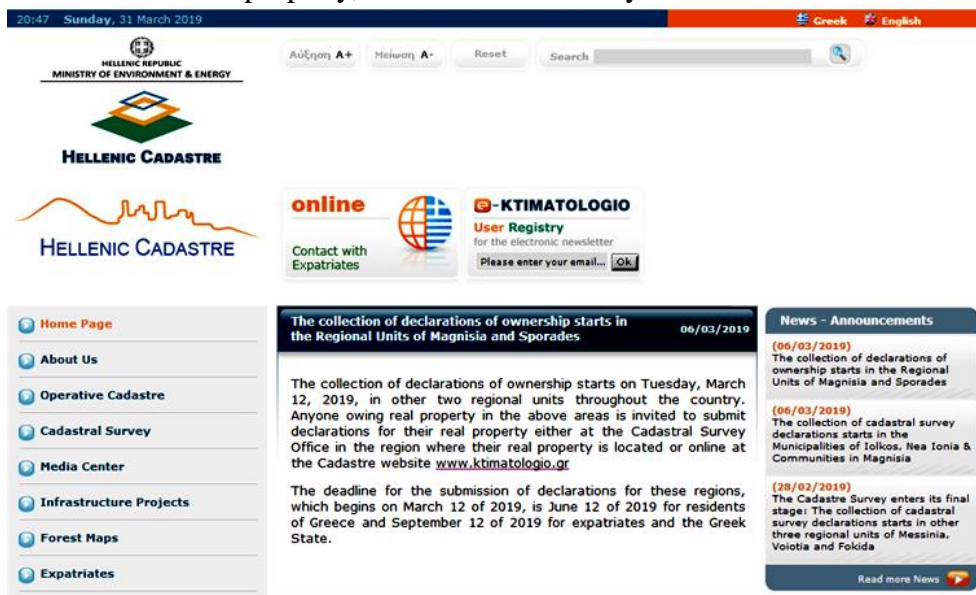 20:47 Sunday, 31 March 2019
Greek English
HELLENIC REPUBLIC
MINISTRY OF ENVIRONMENT & ENERGY
HELLENIC CADASTRE
Αύξηση A+ Μείωση A- Reset Search
HELLENIC CADASTRE
online
Contact with
Expatriates
e-KTIMATOLOGIO
User Registry
for the electronic newsletter
Please enter your email... Ok
Home Page
About Us
Operative Cadastre
Cadastral Survey
Media Center
Infrastructure Projects
Forest Maps
Expatriates
The collection of declarations of ownership starts in
the Regional Units of Magnisia and Sporades
06/03/2019
The collection of declarations of ownership starts on Tuesday, March
12, 2019, in other two regional units throughout the country.
Anyone owing real property in the above areas is invited to submit
declarations for their real property either at the Cadastral Survey
Office in the region where their real property is located or online at
the Cadastre website www.ktimatologio.gr
The deadline for the submission of declarations for these regions,
which begins on March 12 of 2019, is June 12 of 2019 for residents
of Greece and September 12 of 2019 for expatriates and the Greek
State.
News - Announcements
(06/03/2019)
The collection of declarations of
ownership starts in the Regional
Units of Magnisia and Sporades
(06/03/2019)
The collection of cadastral survey
declarations starts in the
Municipalities of Iolkos, Nea Ionia &
Communities in Magnisia
(28/02/2019)
The Cadastre Survey enters its final
stage: The collection of cadastral
survey declarations starts in other
three regional units of Messinia,
Voiotia and Fokida
Read more News